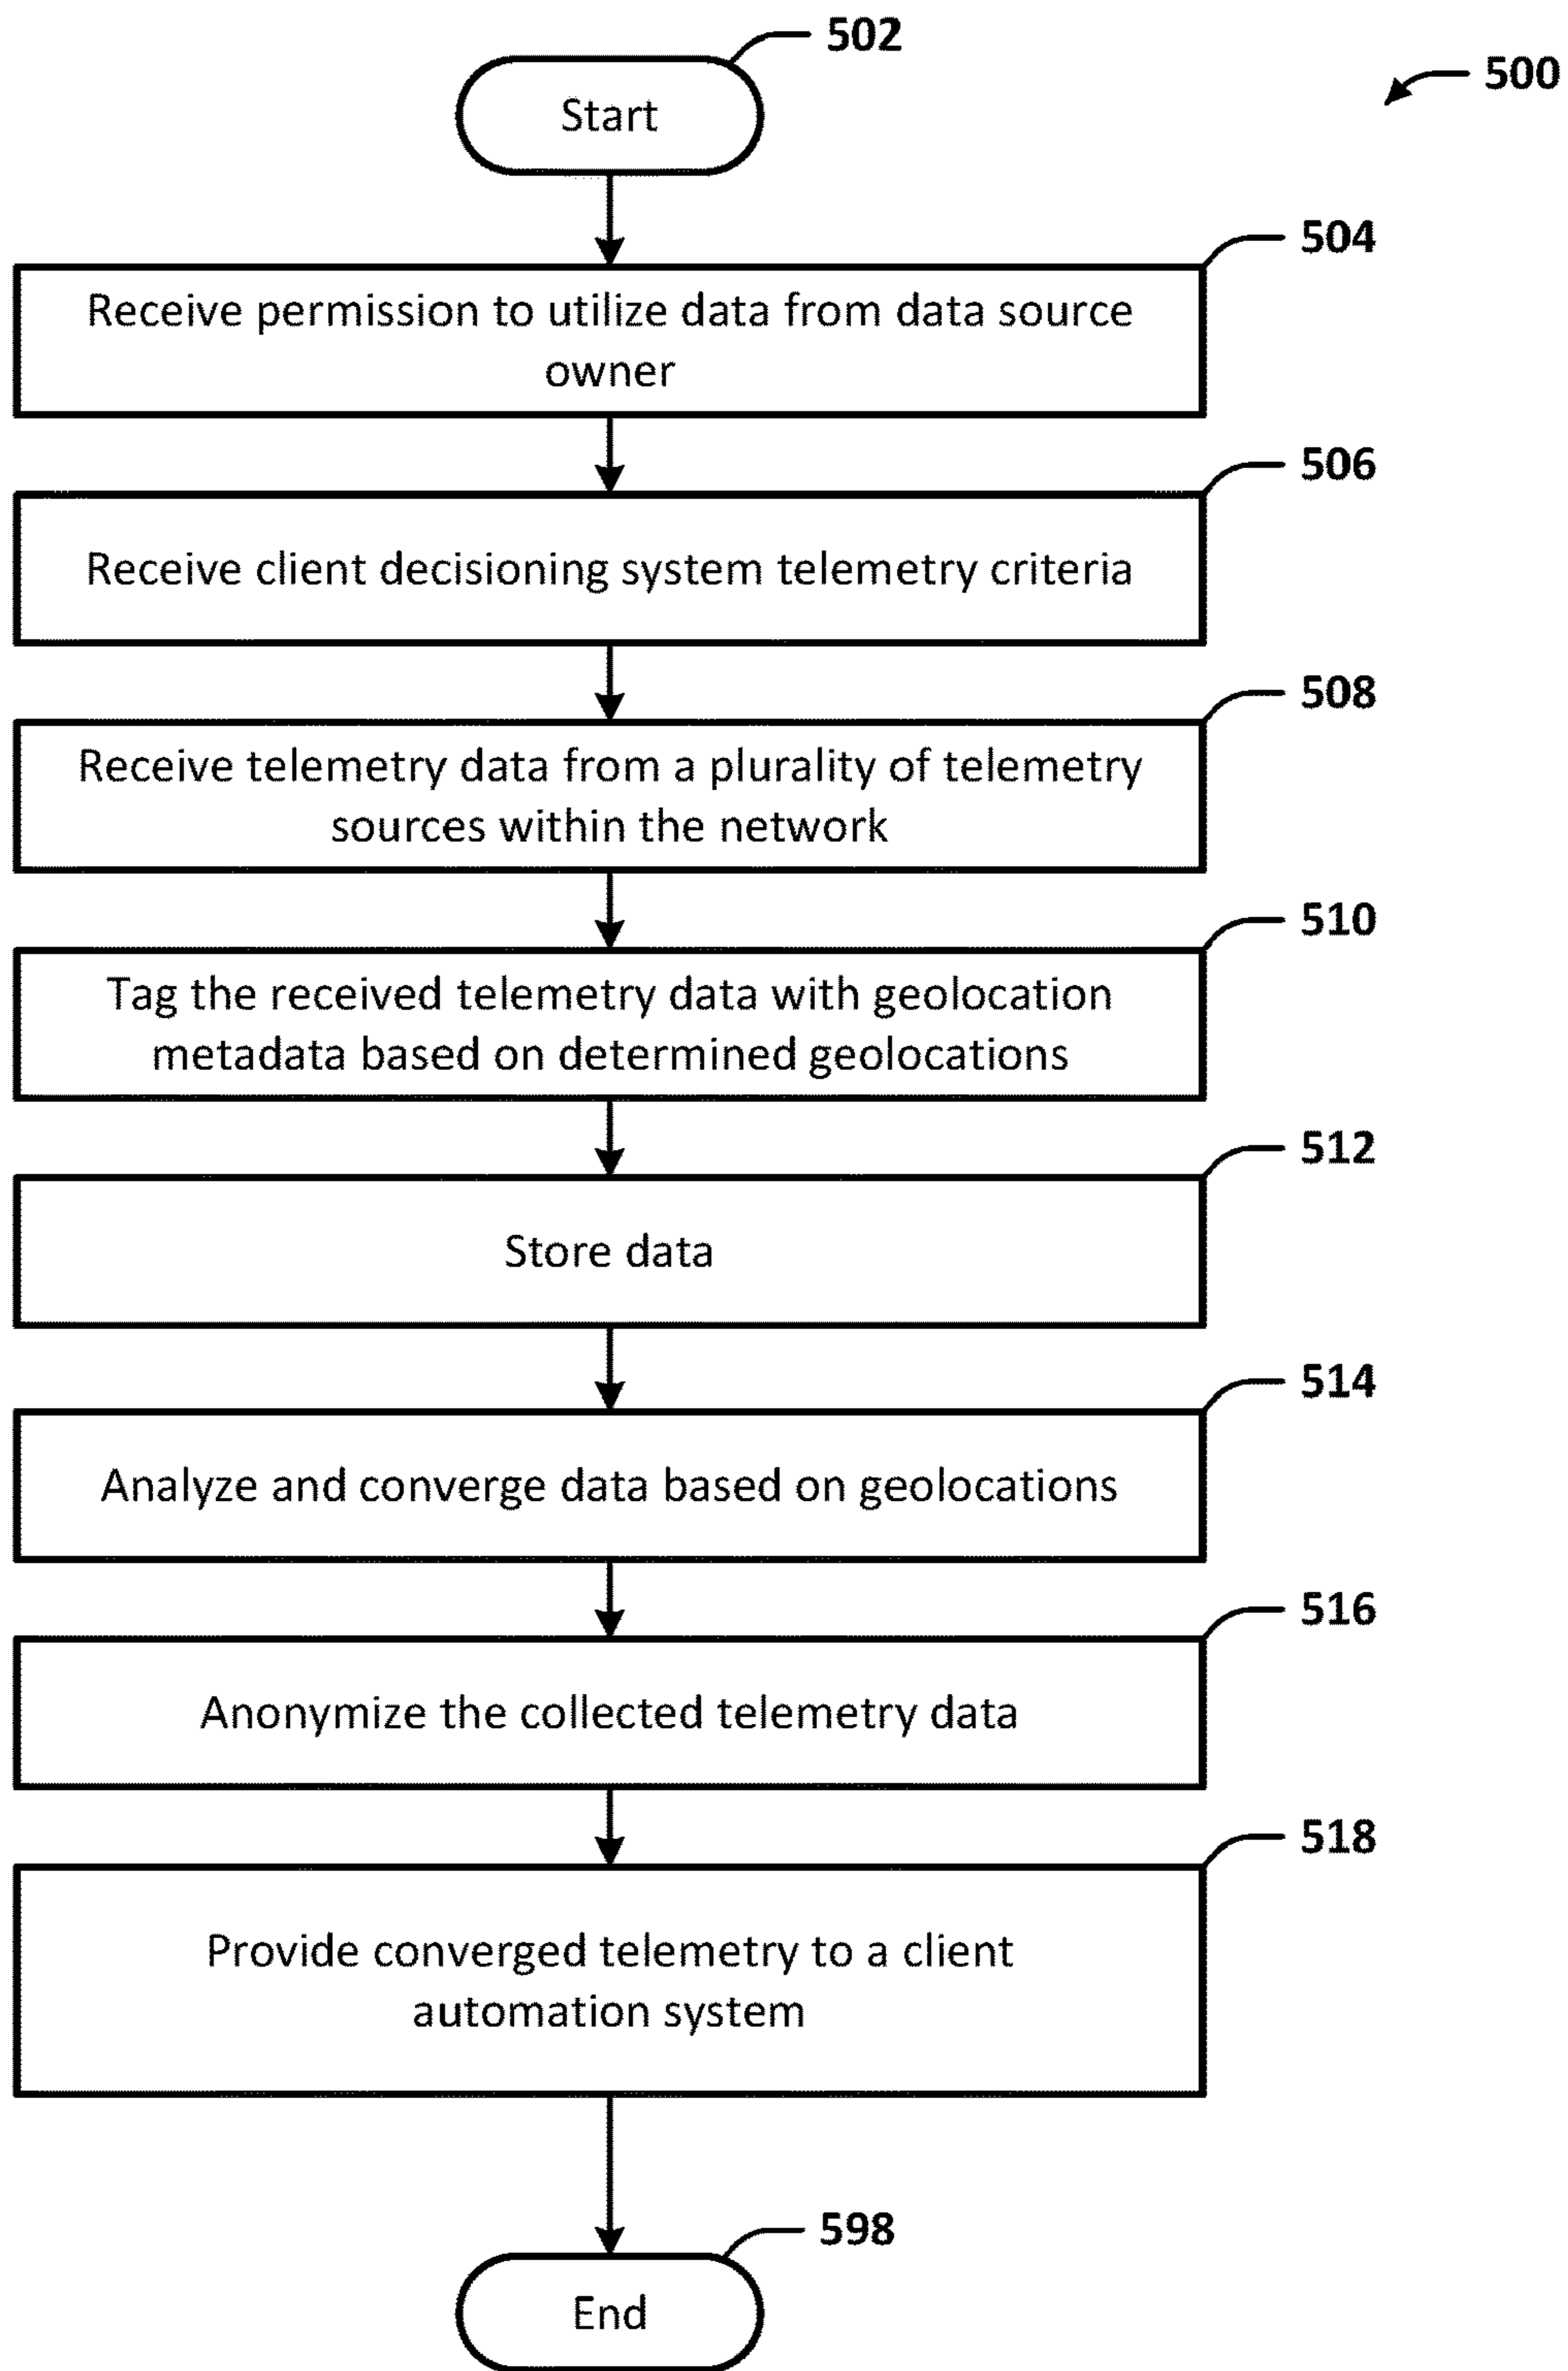 502
500
Start
504
Receive permission to utilize data from data source
owner
506
Receive client decisioning system telemetry criteria
508
Receive telemetry data from a plurality of telemetry
sources within the network
510
Tag the received telemetry data with geolocation
metadata based on determined geolocations
512
Store data
514
Analyze and converge data based on geolocations
516
Anonymize the collected telemetry data
518
Provide converged telemetry to a client
automation system
598
End